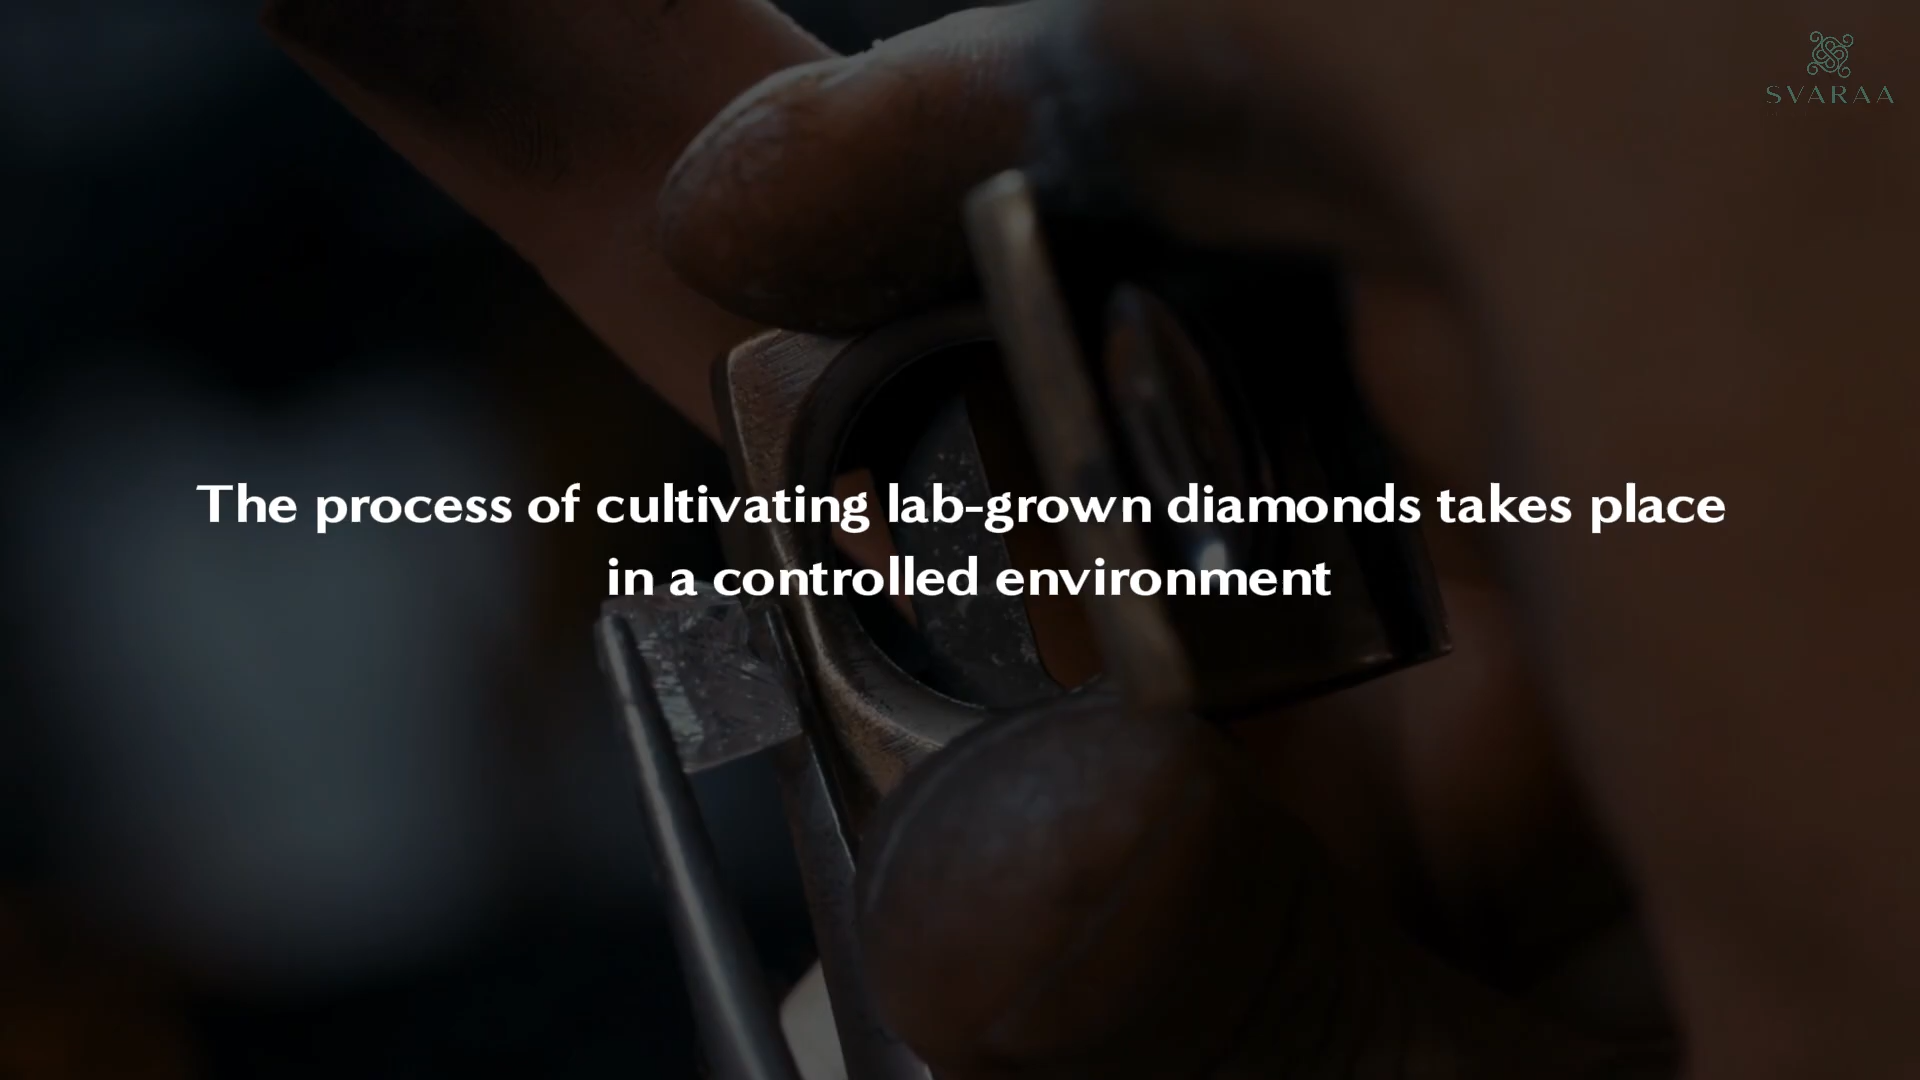 SVARAA
The process of cultivating lab-grown diamonds takes place
in a controlled environment